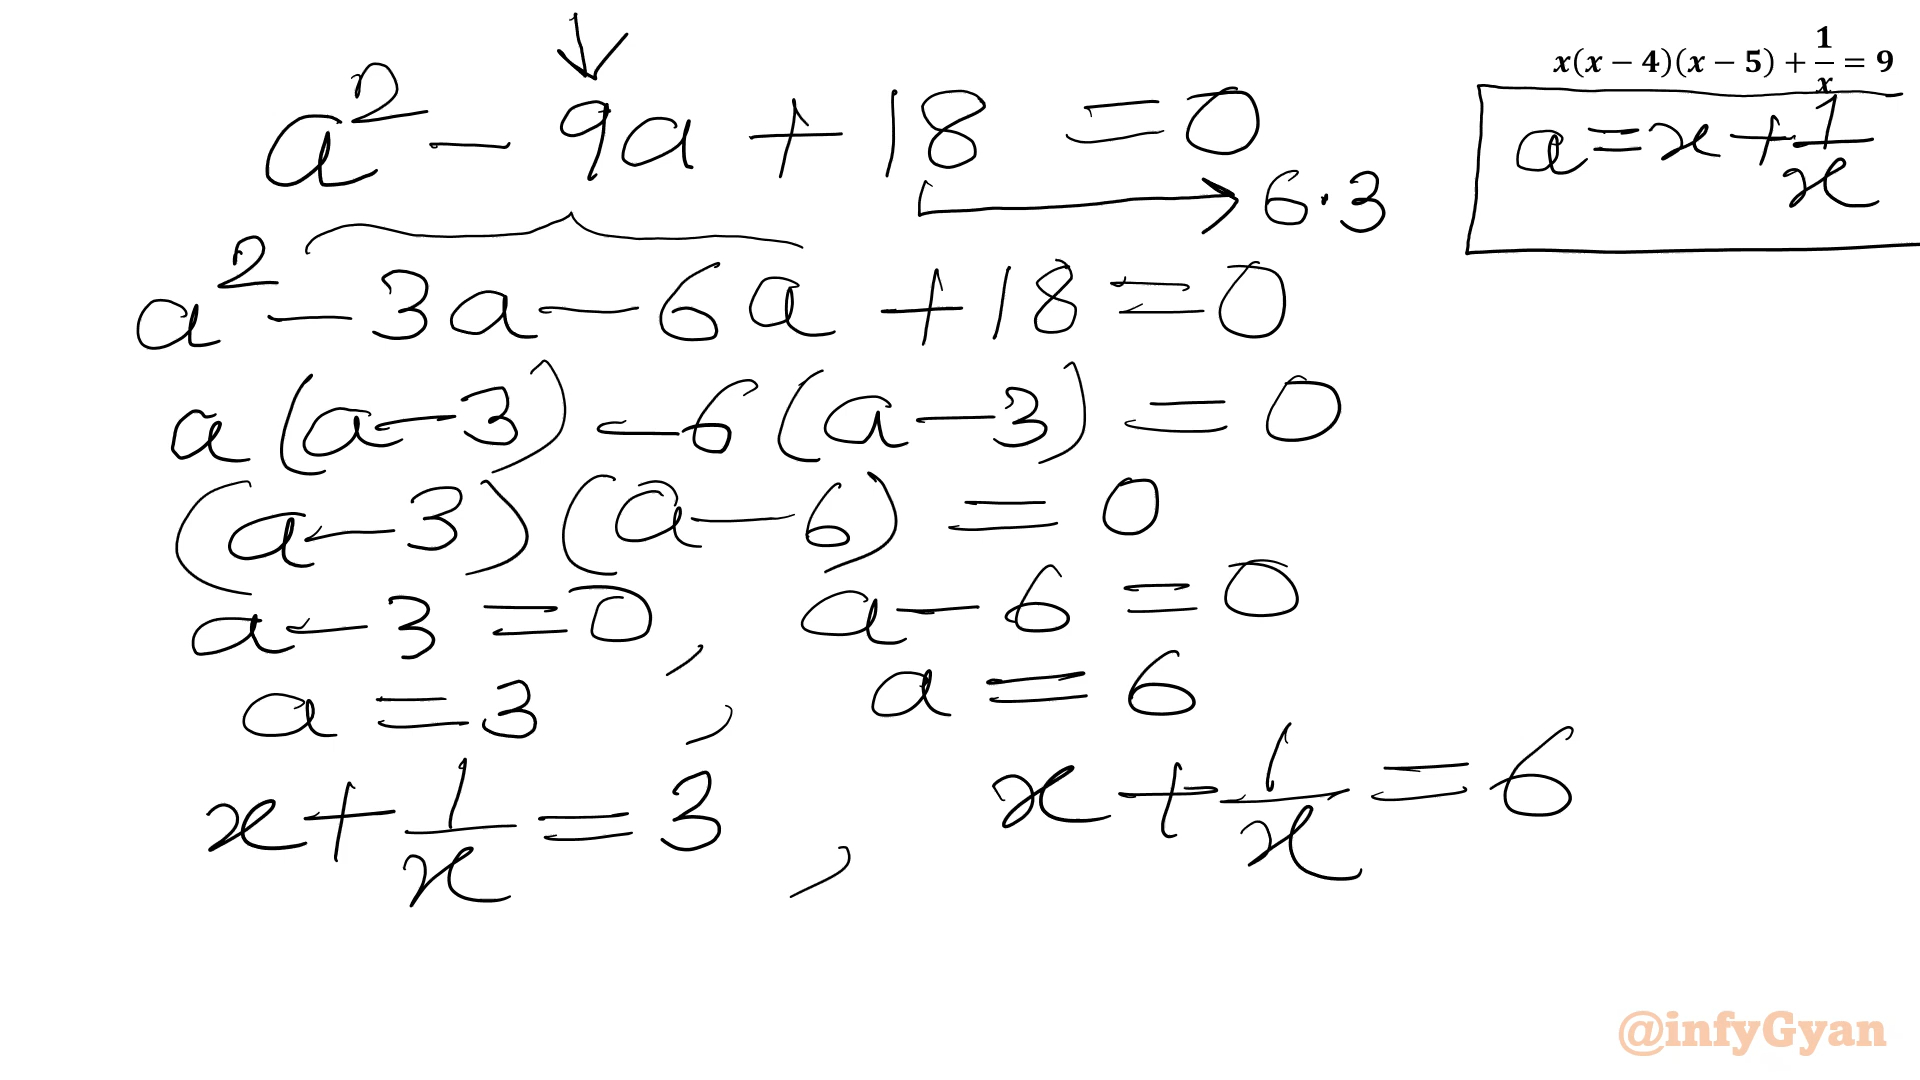 x(x − 4)(x − 5) + 1/x = 9
a = x + 1/x
a² − 9a + 18 = 0
6·3
a² − 3a − 6a + 18 = 0
a(a − 3) − 6(a − 3) = 0
(a − 3)(a − 6) = 0
a − 3 = 0, a − 6 = 0
a = 3, a = 6
x + 1/x = 3, x + 1/x = 6
@infyGyan